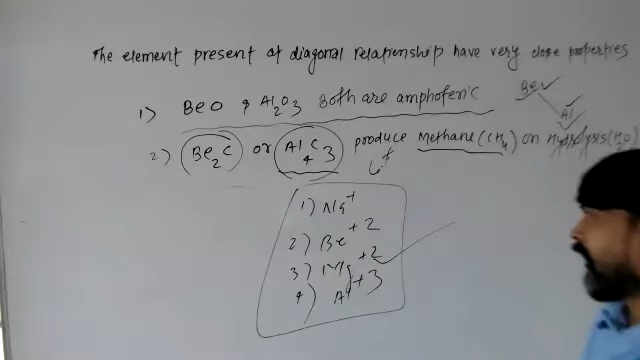 The element present at diagonal relationship have very close properties
1) BeO & Al2O3 Both are amphoteric
Be
Al
2) Be2C or Al4C3 produce Methane (CH4) on Hydrolysis (H2O)
1) Na+
2) Be+2
3) Mg+2
4) Al+3